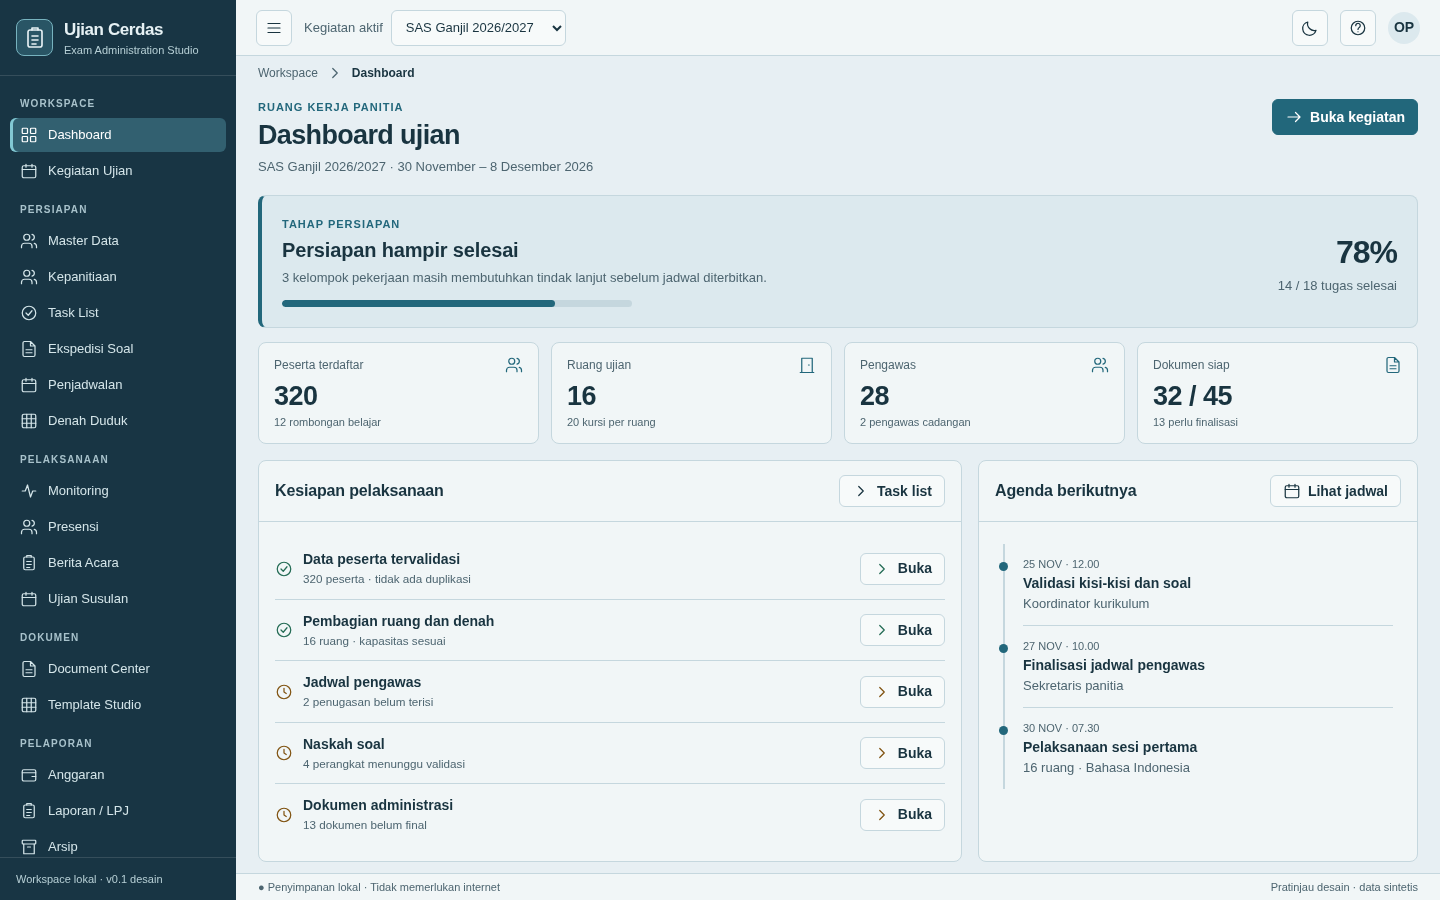 Ujian Cerdas
Exam Administration Studio
WORKSPACE
Dashboard
Kegiatan Ujian
PERSIAPAN
Master Data
Kepanitiaan
Task List
Ekspedisi Soal
Penjadwalan
Denah Duduk
PELAKSANAAN
Monitoring
Presensi
Berita Acara
Ujian Susulan
DOKUMEN
Document Center
Template Studio
PELAPORAN
Anggaran
Laporan / LPJ
Arsip
Workspace lokal · v0.1 desain
Kegiatan aktif
SAS Ganjil 2026/2027
OP
Workspace
Dashboard
RUANG KERJA PANITIA
Dashboard ujian
SAS Ganjil 2026/2027 · 30 November – 8 Desember 2026
Buka kegiatan
TAHAP PERSIAPAN
Persiapan hampir selesai
3 kelompok pekerjaan masih membutuhkan tindak lanjut sebelum jadwal diterbitkan.
78%
14 / 18 tugas selesai
Peserta terdaftar
320
12 rombongan belajar
Ruang ujian
16
20 kursi per ruang
Pengawas
28
2 pengawas cadangan
Dokumen siap
32 / 45
13 perlu finalisasi
Kesiapan pelaksanaan
Task list
Data peserta tervalidasi
320 peserta · tidak ada duplikasi
Buka
Pembagian ruang dan denah
16 ruang · kapasitas sesuai
Buka
Jadwal pengawas
2 penugasan belum terisi
Buka
Naskah soal
4 perangkat menunggu validasi
Buka
Dokumen administrasi
13 dokumen belum final
Buka
Agenda berikutnya
Lihat jadwal
25 NOV · 12.00
Validasi kisi-kisi dan soal
Koordinator kurikulum
27 NOV · 10.00
Finalisasi jadwal pengawas
Sekretaris panitia
30 NOV · 07.30
Pelaksanaan sesi pertama
16 ruang · Bahasa Indonesia
● Penyimpanan lokal · Tidak memerlukan internet
Pratinjau desain · data sintetis